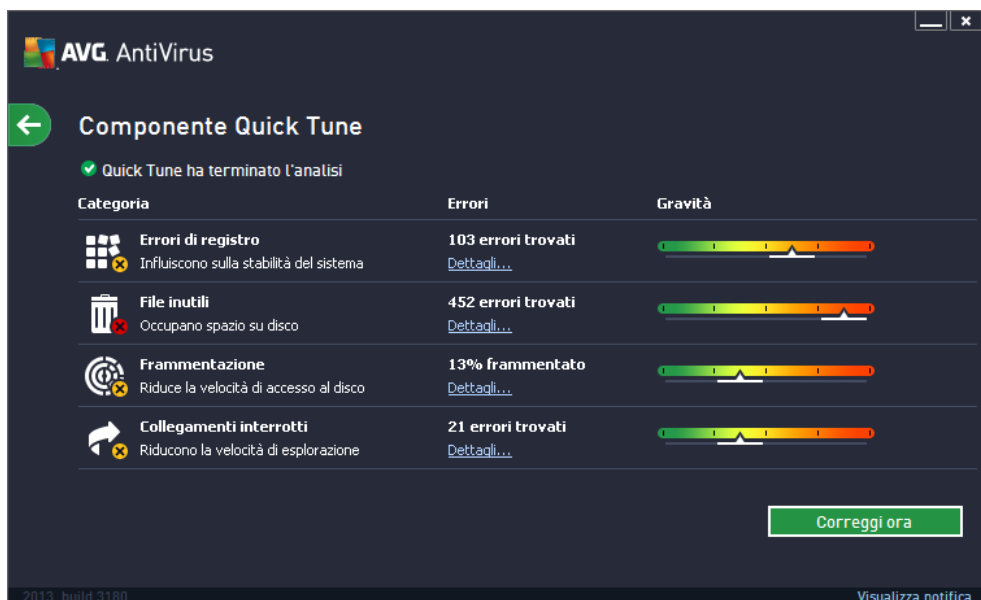 AVG. AntiVirus
Componente Quick Tune
Quick Tune ha terminato l'analisi
Categoria Errori Gravità
Errori di registro 103 errori trovati
Influiscono sulla stabilità del sistema Dettagli...
File inutili 452 errori trovati
Occupano spazio su disco Dettagli...
Frammentazione 13% frammentato
Riduce la velocità di accesso al disco Dettagli...
Collegamenti interrotti 21 errori trovati
Riducono la velocità di esplorazione Dettagli...
Correggi ora
2013 build 3180 Visualizza notifica